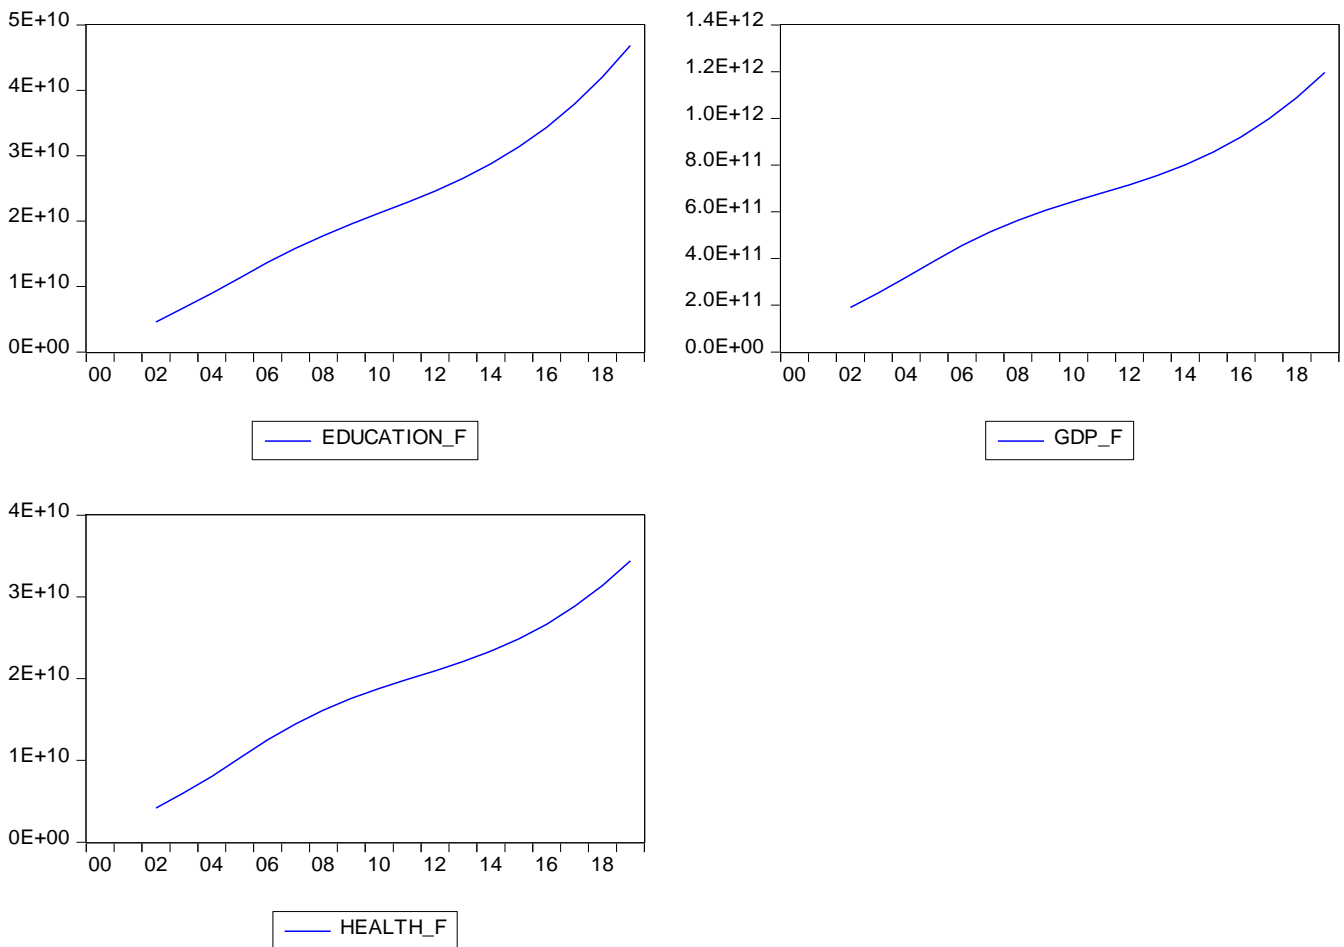 5E+10
4E+10
3E+10
2E+10
1E+10
0E+00
00 02 04 06 08 10 12 14 16 18
EDUCATION_F
1.4E+12
1.2E+12
1.0E+12
8.0E+11
6.0E+11
4.0E+11
2.0E+11
0.0E+00
00 02 04 06 08 10 12 14 16 18
GDP_F
4E+10
3E+10
2E+10
1E+10
0E+00
00 02 04 06 08 10 12 14 16 18
HEALTH_F